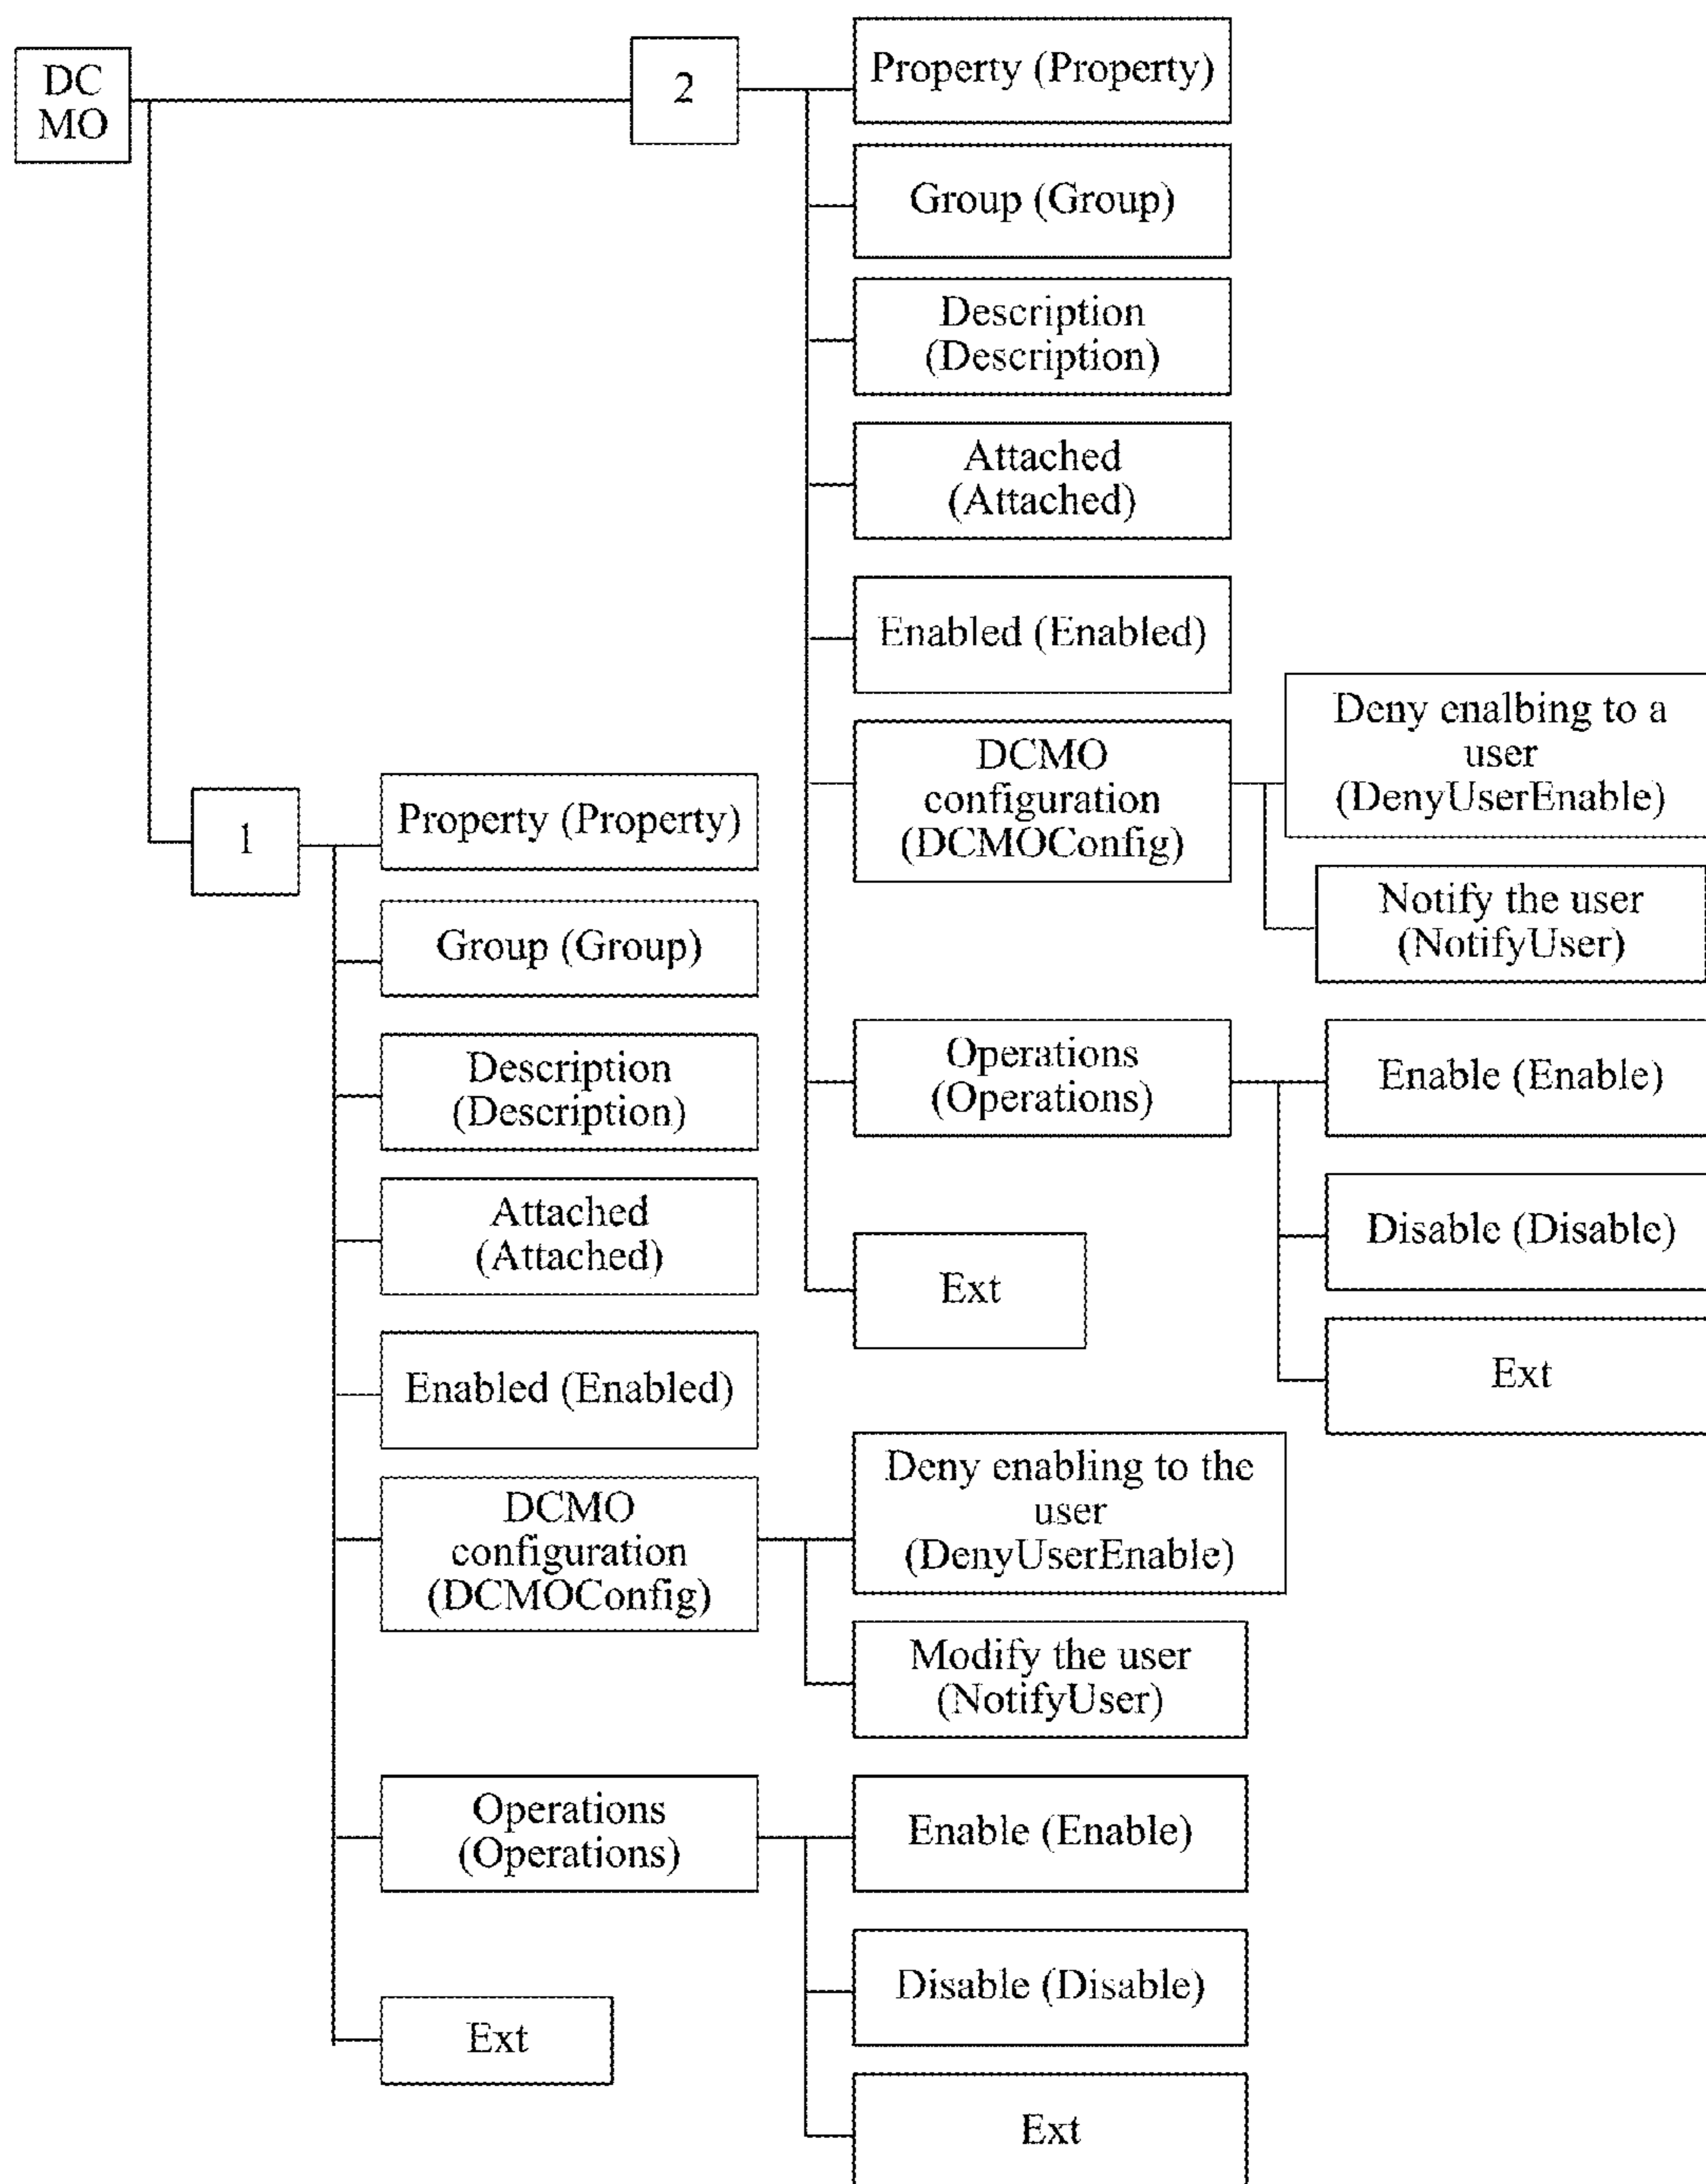 DC
MO
2
Property (Property)
Group (Group)
Description
(Description)
Attached
(Attached)
Enabled (Enabled)
DCMO
configuration
(DCMOConfig)
Deny enalbing to a
user
(DenyUserEnable)
Notify the user
(NotifyUser)
Operations
(Operations)
Enable (Enable)
Disable (Disable)
Ext
Ext
1
Property (Property)
Group (Group)
Description
(Description)
Attached
(Attached)
Enabled (Enabled)
DCMO
configuration
(DCMOConfig)
Deny enabling to the
user
(DenyUserEnable)
Modify the user
(NotifyUser)
Operations
(Operations)
Enable (Enable)
Disable (Disable)
Ext
Ext